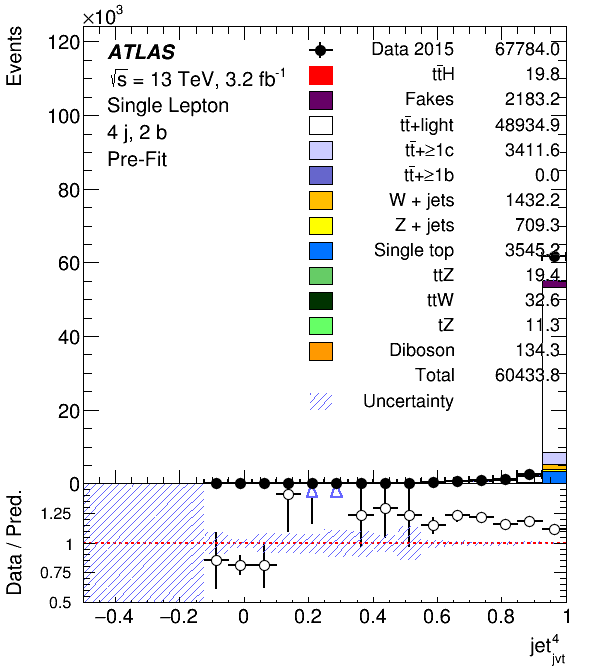 ×10³
Events
120
100
80
60
40
20
0
ATLAS
√s = 13 TeV, 3.2 fb⁻¹
Single Lepton
4 j, 2 b
Pre-Fit
Data 2015 67784.0
tt̄H 19.8
Fakes 2183.2
tt̄+light 48934.9
tt̄+≥1c 3411.6
tt̄+≥1b 0.0
W + jets 1432.2
Z + jets 709.3
Single top 3545.2
ttZ 19.4
ttW 32.6
tZ 11.3
Diboson 134.3
Total 60433.8
Uncertainty
Data / Pred.
1.25
1
0.75
0.5
−0.4 −0.2 0 0.2 0.4 0.6 0.8 1
jet⁴ jvt